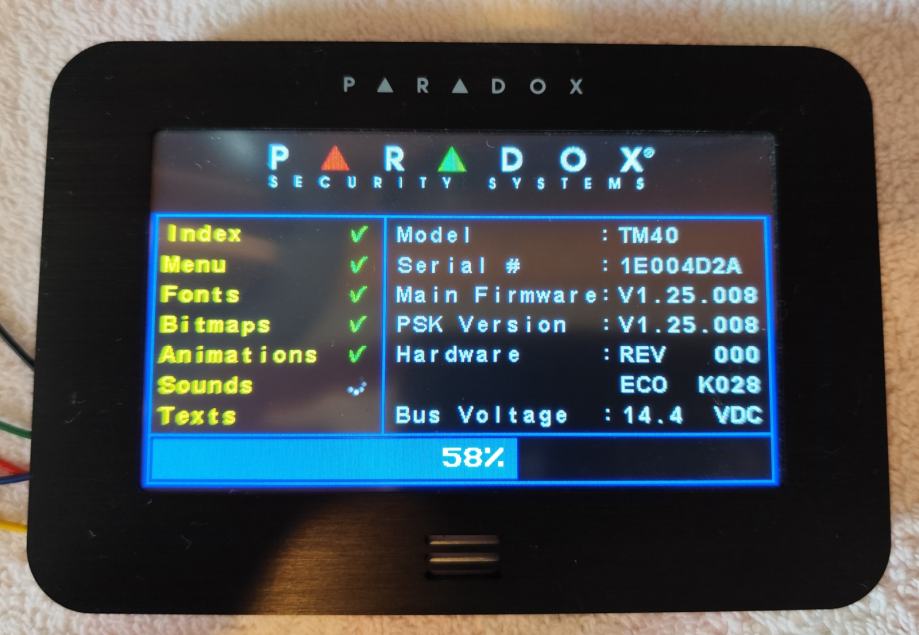 PARADOX
PARADOX®
SECURITY SYSTEMS
Index ✓
Menu ✓
Fonts ✓
Bitmaps ✓
Animations ✓
Sounds
Texts
Model : TM40
Serial # : 1E004D2A
Main Firmware: V1.25.008
PSK Version : V1.25.008
Hardware : REV 000
ECO K028
Bus Voltage : 14.4 VDC
58%